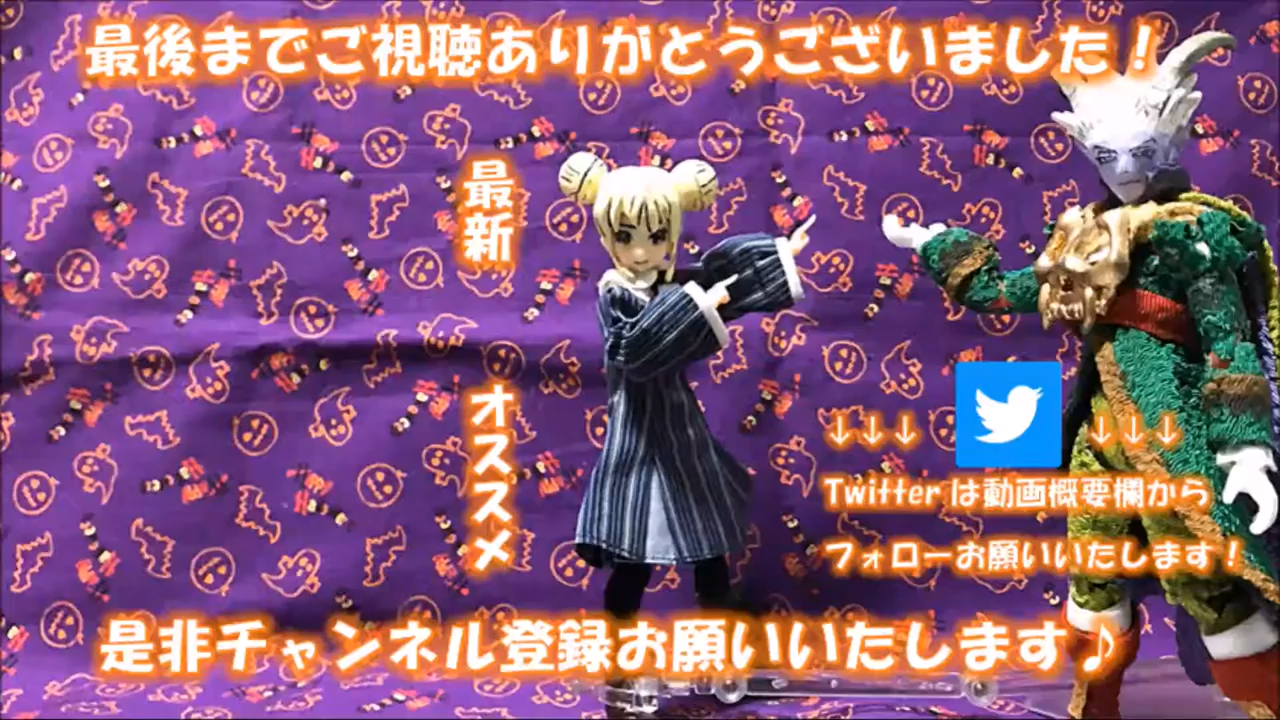 最後までご視聴ありがとうございました!
最新
オススメ
↓↓↓ ↓↓↓
Twitterは動画概要欄から
フォローお願いいたします!
是非チャンネル登録お願いいたします♪